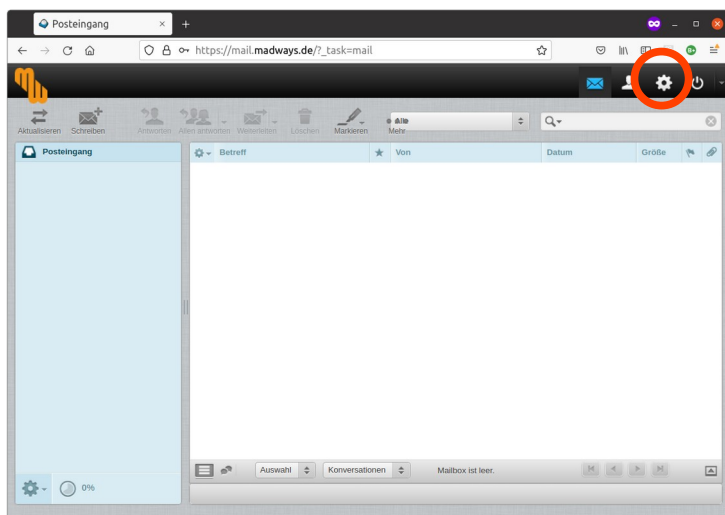 Posteingang
https://mail.madways.de/?_task=mail
Aktualisieren Schreiben Antworten Allen antworten Weiterleiten Löschen Markieren Mehr
Alle
Posteingang
Betreff Von Datum Größe
Auswahl Konversationen Mailbox ist leer.
0%